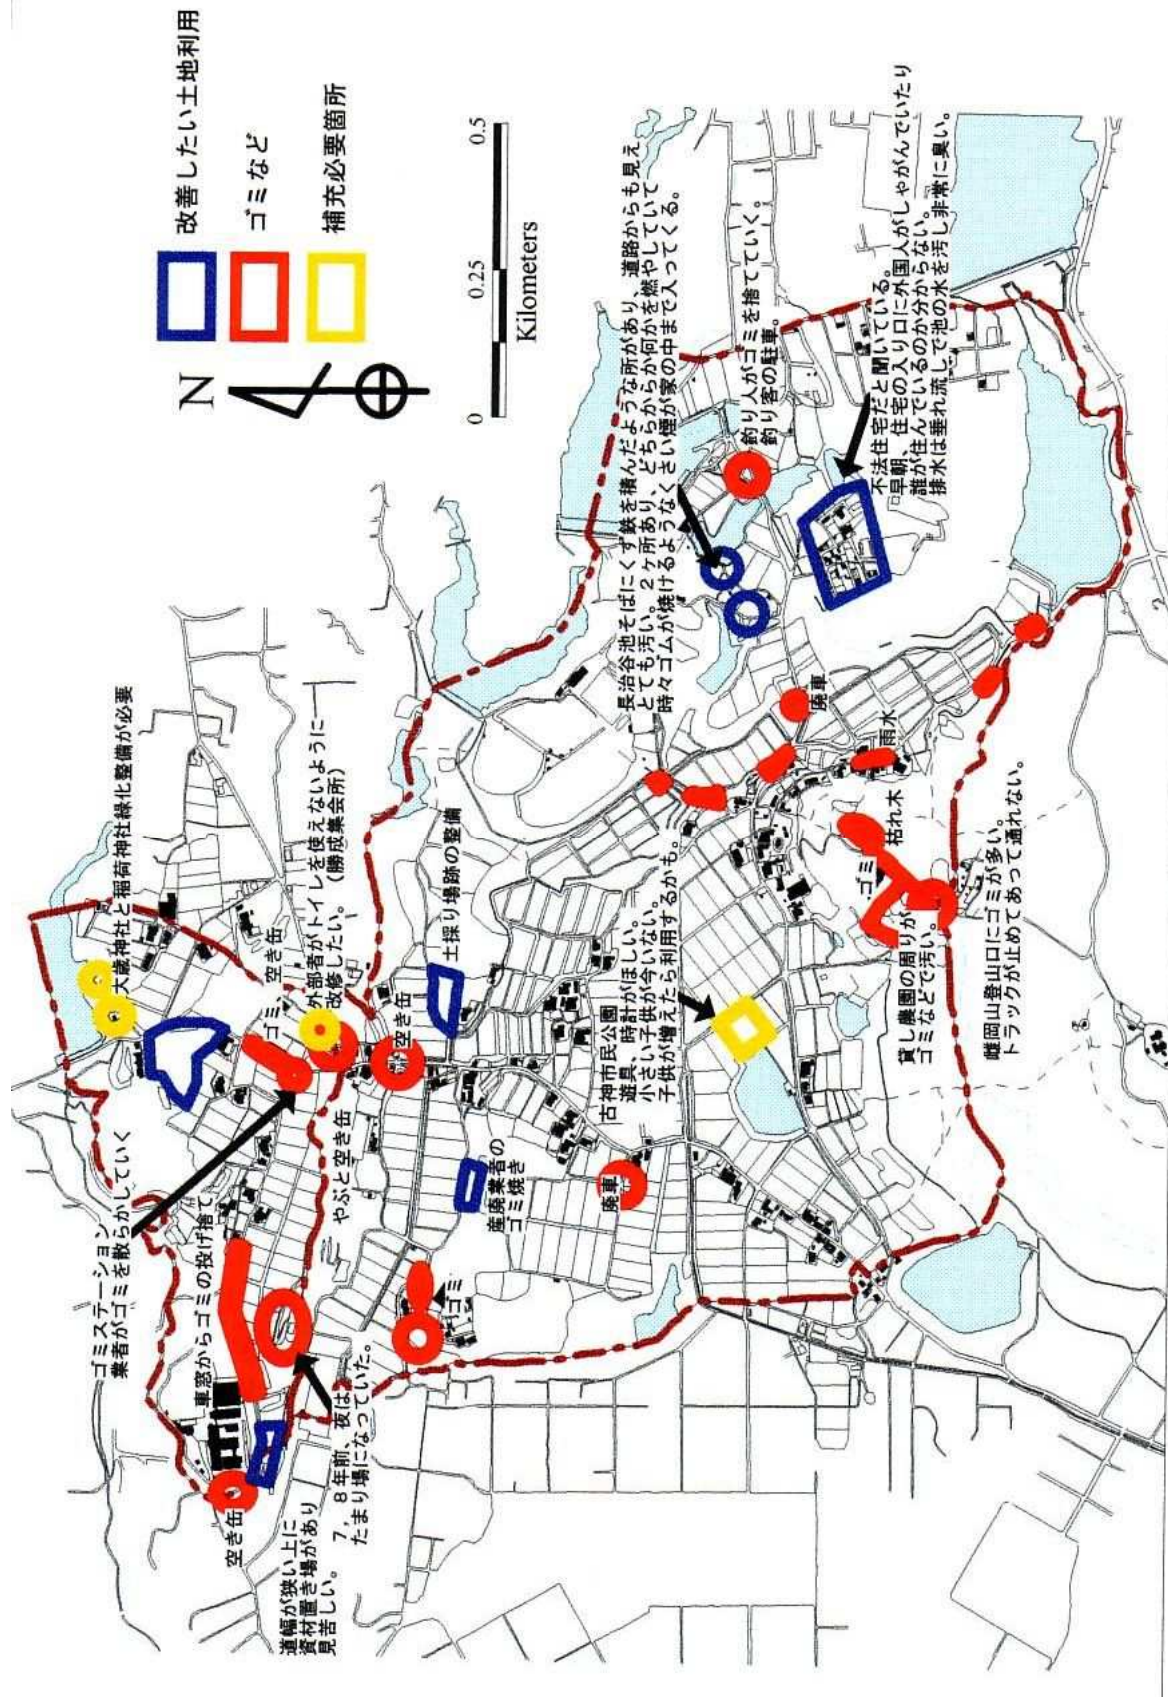 改善したい土地利用
ゴミなど
補充必要箇所
N
0
0.25
0.5
Kilometers
ゴミステーション
業者がゴミを散らかしていく
車窓からゴミの投げ捨て
空き缶
道幅が狭い上に
資材置き場があり
見苦しい。
7,8年前、夜は
たまり場になっていた。
大歳神社と稲荷神社緑化整備が必要
ゴミ、空き缶
外部者がトイレを使えないように
改修したい。(勝成集会所)
やぶと空き缶
空き缶
土採り場跡の整備
ゴミ
産廃業者の
ゴミ焼き
廃車
古神市民公園
遊具、時計がほしい。
小さい子供が今いない。
子供が増えたら利用するかも。
長治谷池そばにくず鉄を積んだような所があり、道路からも見え
とても汚い。2ヶ所あり、どちらからか何かを燃やしていて
時々ゴムが焼けるようなくさい煙が家の中まで入ってくる。
釣り人がゴミを捨てていく。
釣り客の駐車。
不法住宅だと聞いている。
早朝、住宅の入り口に外国人がしゃがんでいたり
誰が住んでいるのか分からない。
排水は垂れ流しで池の水を汚し非常に臭い。
廃車
雨水
枯れ木
ゴミ
貸し農園の周りが
ゴミなどで汚い。
雌岡山登山口にゴミが多い。
トラックが止めてあって通れない。
2